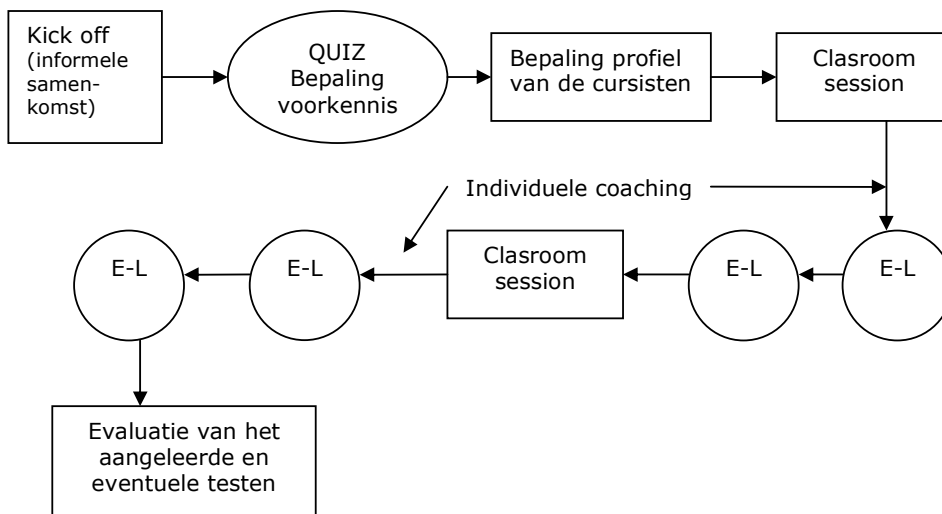 Kick off
(informele
samen-
komst)
QUIZ
Bepaling
voorkennis
Bepaling profiel
van de cursisten
Clasroom
session
Individuele coaching
E-L
E-L
Clasroom
session
E-L
E-L
Evaluatie van het
aangeleerde en
eventuele testen